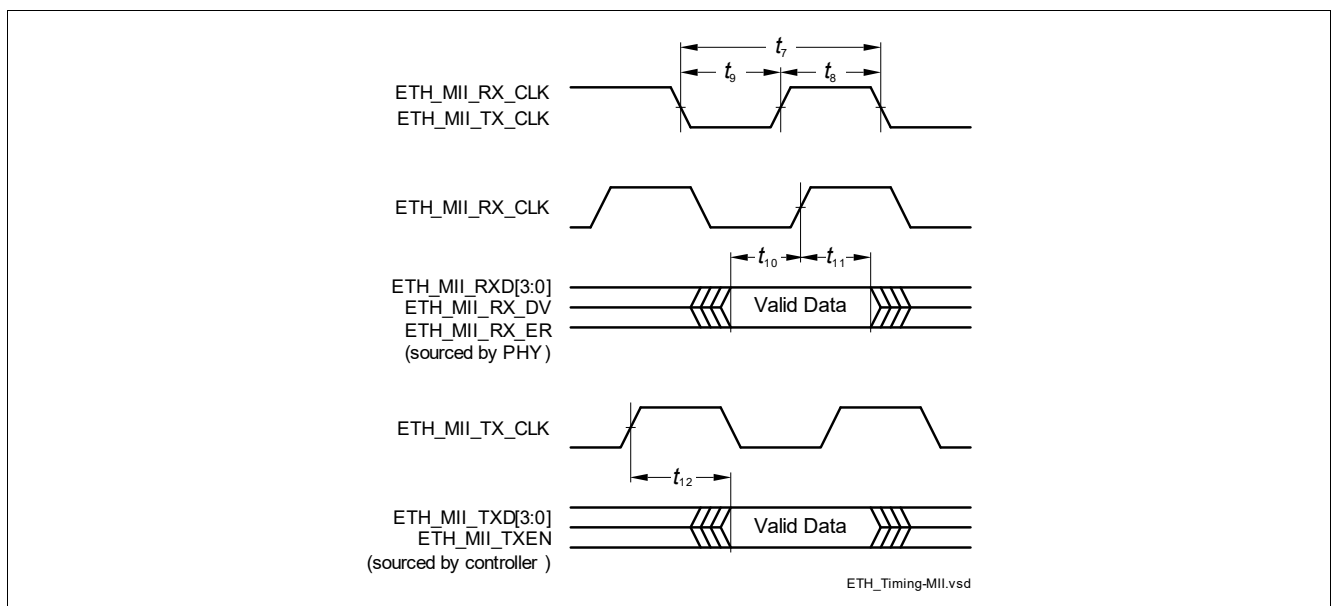 t7
t9
t8
ETH_MII_RX_CLK
ETH_MII_TX_CLK
ETH_MII_RX_CLK
t10
t11
ETH_MII_RXD[3:0]
ETH_MII_RX_DV
Valid Data
ETH_MII_RX_ER
(sourced by PHY )
ETH_MII_TX_CLK
t12
ETH_MII_TXD[3:0]
Valid Data
ETH_MII_TXEN
(sourced by controller )
ETH_Timing-MII.vsd